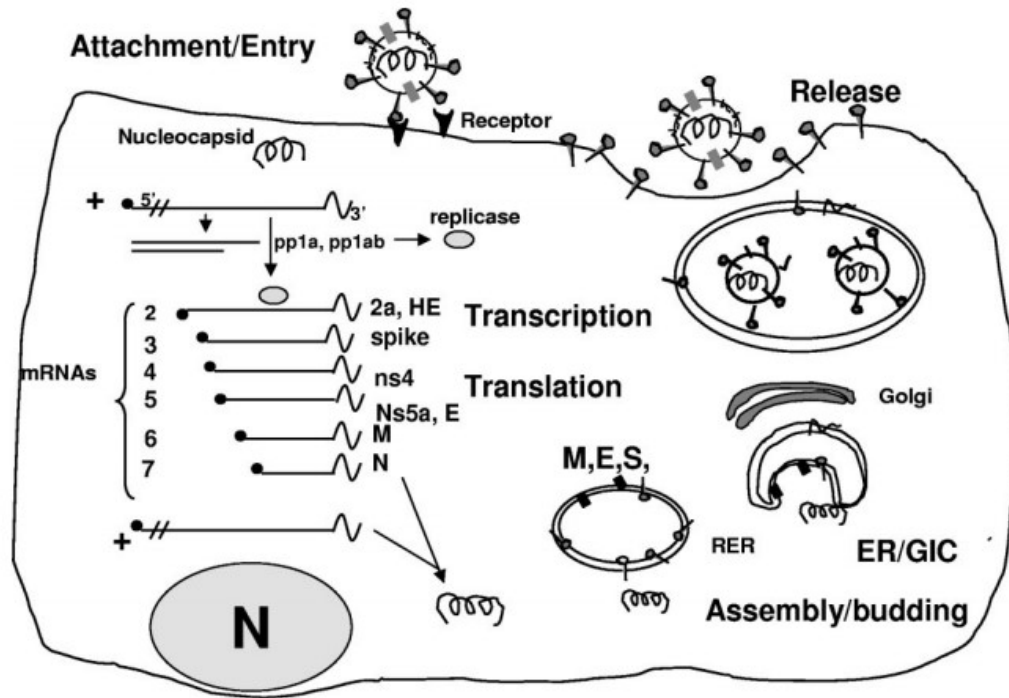 Attachment/Entry
Release
Receptor
Nucleocapsid
+ 5’ 3’
replicase
pp1a, pp1ab
2 2a, HE
Transcription
3 spike
mRNAs
4 ns4
Translation
5 Ns5a, E
Golgi
6 M
7 N
M,E,S,
RER
ER/GIC
+
Assembly/budding
N